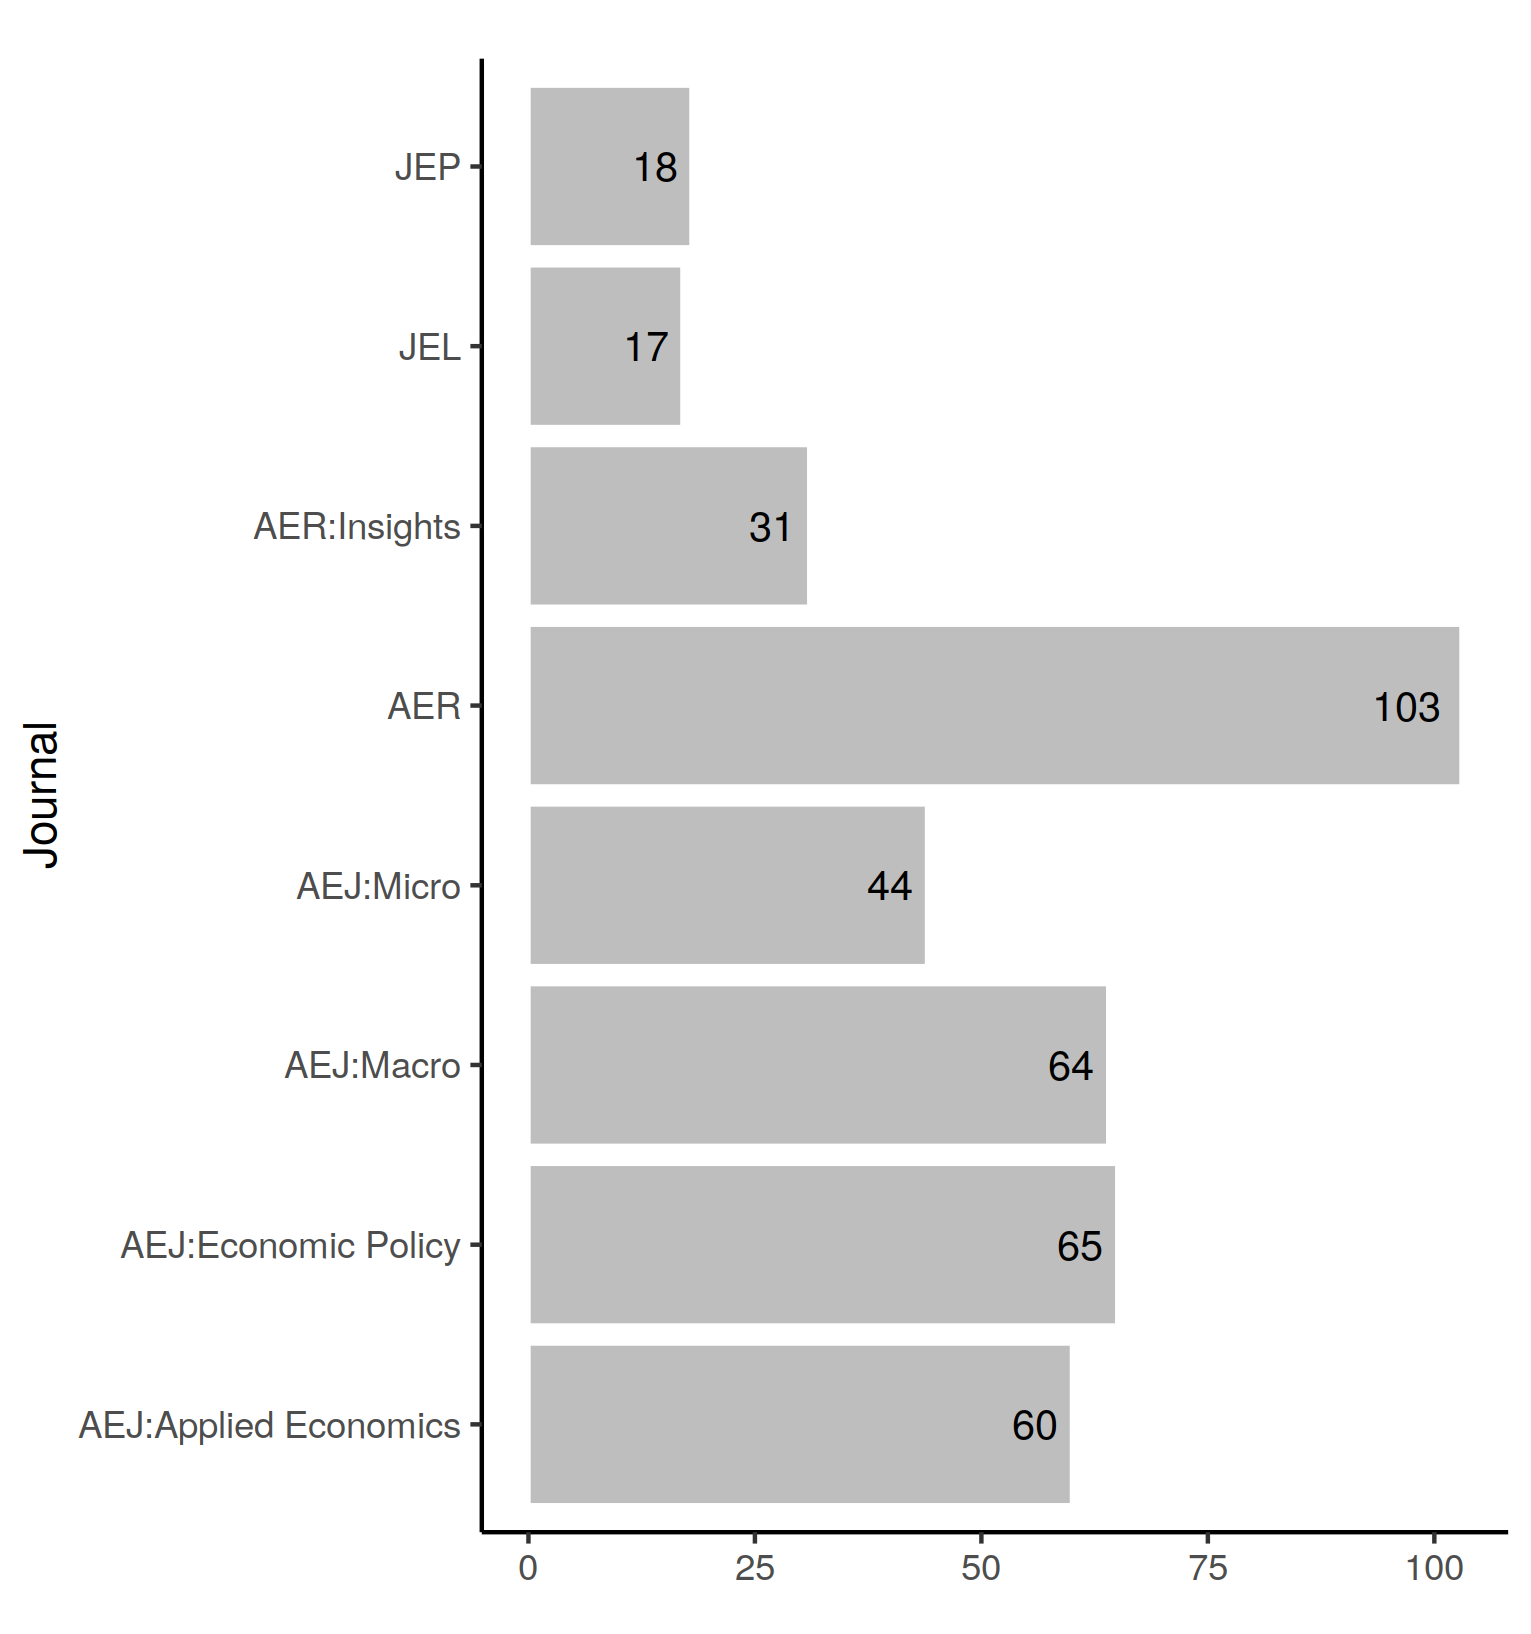 Journal
JEP 18
JEL 17
AER:Insights 31
AER 103
AEJ:Micro 44
AEJ:Macro 64
AEJ:Economic Policy 65
AEJ:Applied Economics 60
0 25 50 75 100